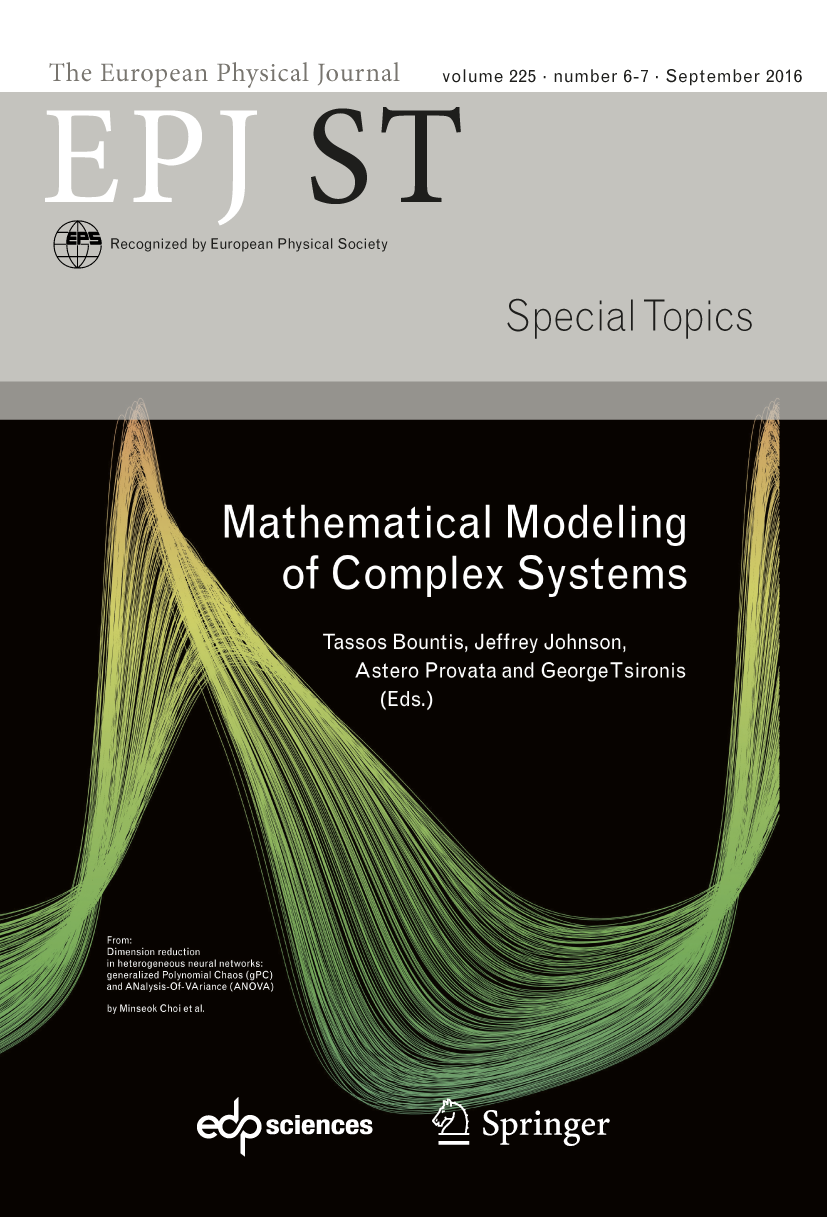 The European Physical Journal
volume 225 · number 6-7 · September 2016
EPJ ST
EPS
Recognized by European Physical Society
Special Topics
Mathematical Modeling
of Complex Systems
Tassos Bountis, Jeffrey Johnson,
Astero Provata and George Tsironis
(Eds.)
From:
Dimension reduction
in heterogeneous neural networks:
generalized Polynomial Chaos (gPC)
and ANalysis-Of-VAriance (ANOVA)
by Minseok Choi et al.
edp sciences
Springer